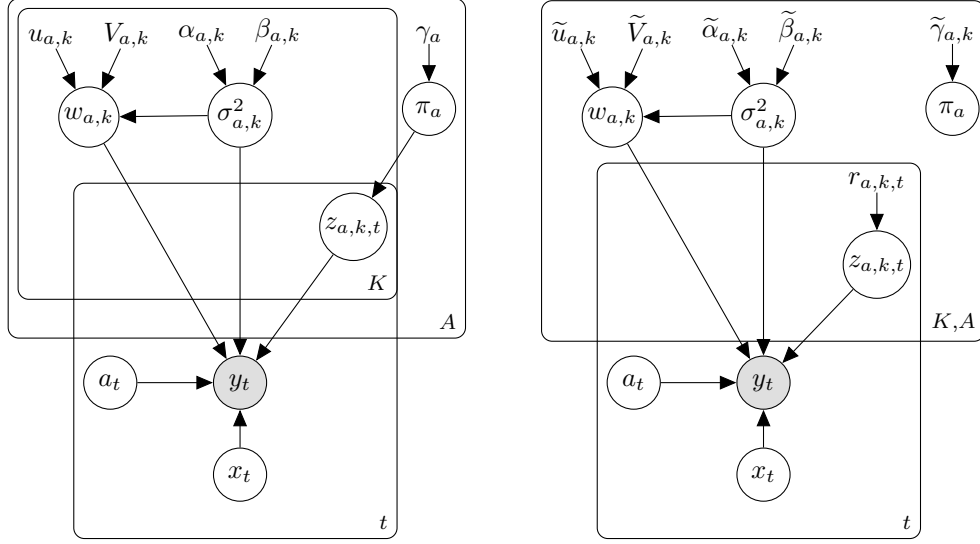 u_{a,k} V_{a,k} α_{a,k} β_{a,k} γ_a
w_{a,k} σ²_{a,k} π_a
z_{a,k,t}
K
A
a_t y_t
x_t
t
ũ_{a,k} Ṽ_{a,k} α̃_{a,k} β̃_{a,k} γ̃_{a,k}
w_{a,k} σ²_{a,k} π_a
r_{a,k,t}
z_{a,k,t}
K,A
a_t y_t
x_t
t